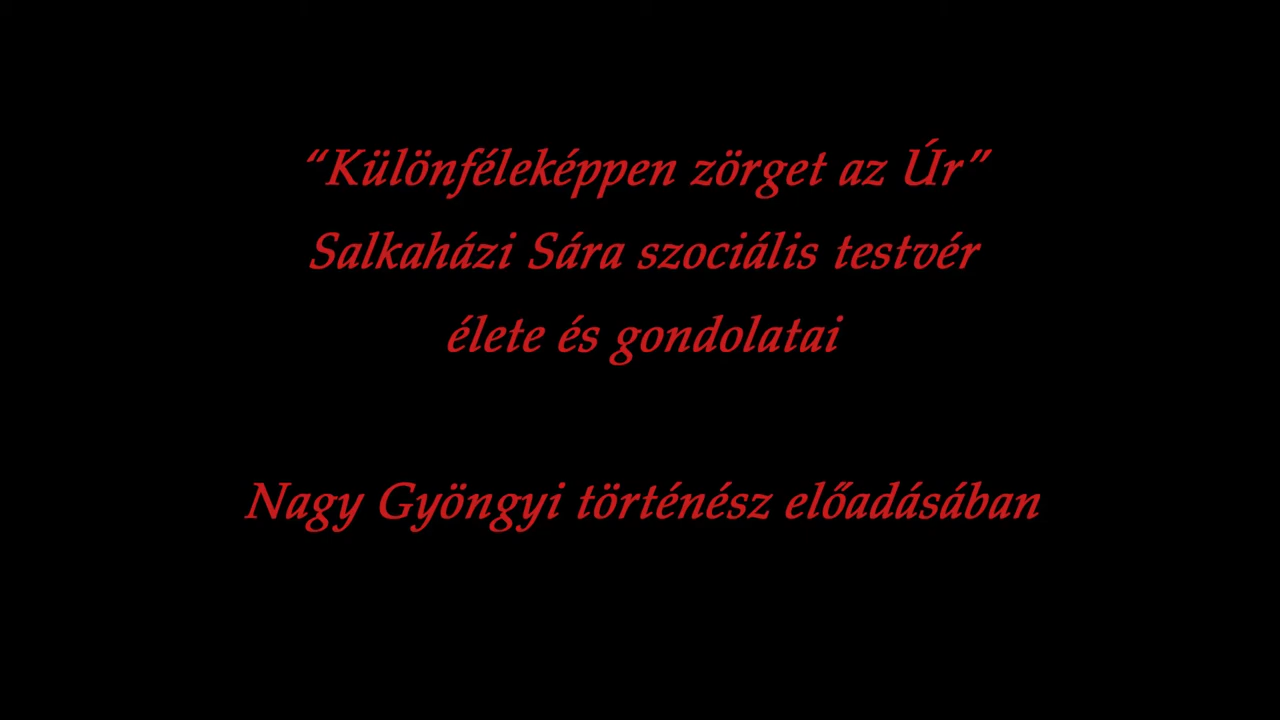 “Különféleképpen zörget az Úr”
Salkaházi Sára szociális testvér
élete és gondolatai
Nagy Gyöngyi történész előadásában